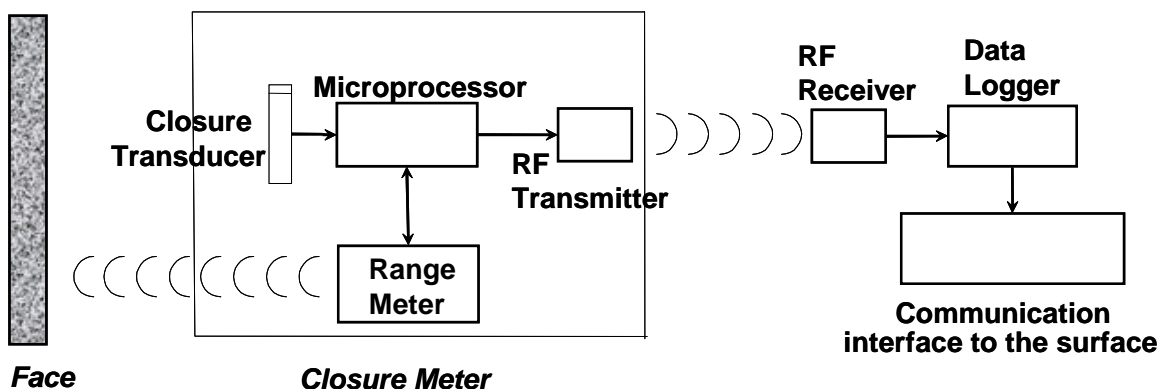 Closure
Transducer
Microprocessor
RF
Transmitter
Range
Meter
RF
Receiver
Data
Logger
Communication
interface to the surface
Face
Closure Meter